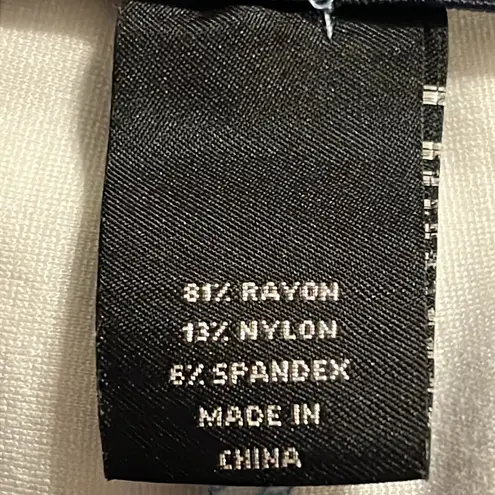 81% RAYON
13% NYLON
6% SPANDEX
MADE IN
CHINA